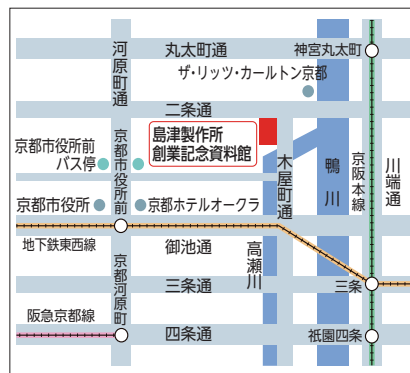 河原町通
丸太町通
神宮丸太町
ザ・リッツ・カールトン京都
二条通
島津製作所
創業記念資料館
京都市役所前
バス停
京都市役所前
木屋町通
鴨川
京阪本線
川端通
京都市役所
京都ホテルオークラ
地下鉄東西線
御池通
高瀬川
京都河原町
三条通
三条
阪急京都線
四条通
祇園四条